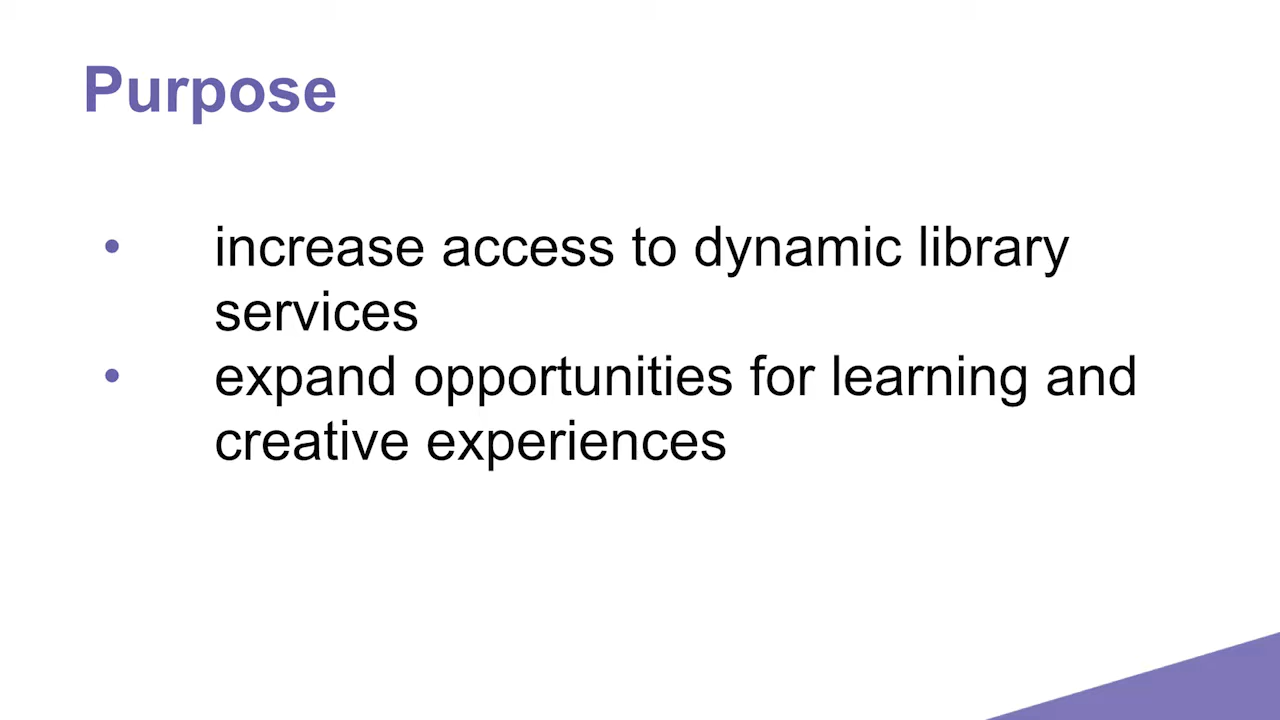 Purpose
• increase access to dynamic library
services
• expand opportunities for learning and
creative experiences